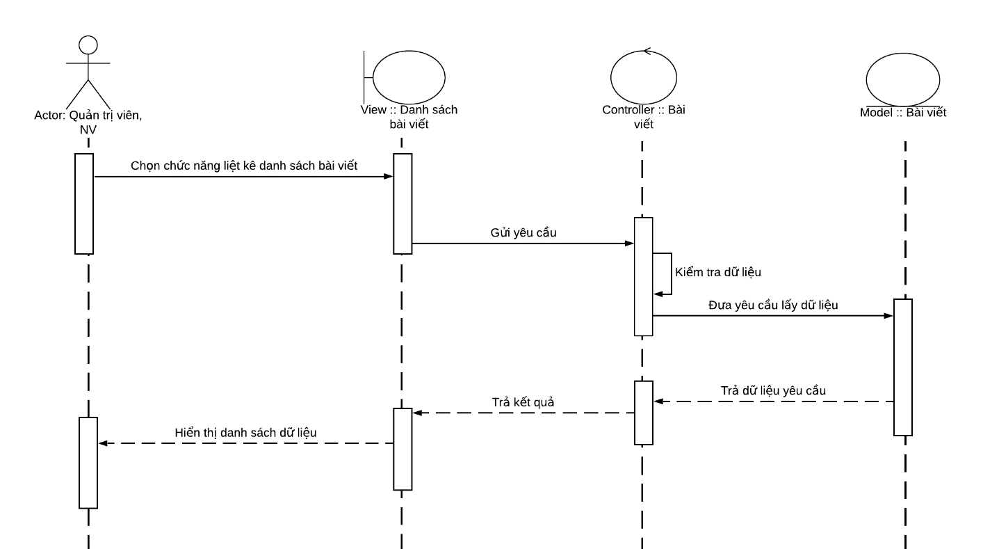 Actor: Quản trị viên,
NV
View :: Danh sách
bài viết
Controller :: Bài
viết
Model :: Bài viết
Chọn chức năng liệt kê danh sách bài viết
Gửi yêu cầu
Kiểm tra dữ liệu
Đưa yêu cầu lấy dữ liệu
Trả dữ liệu yêu cầu
Trả kết quả
Hiển thị danh sách dữ liệu